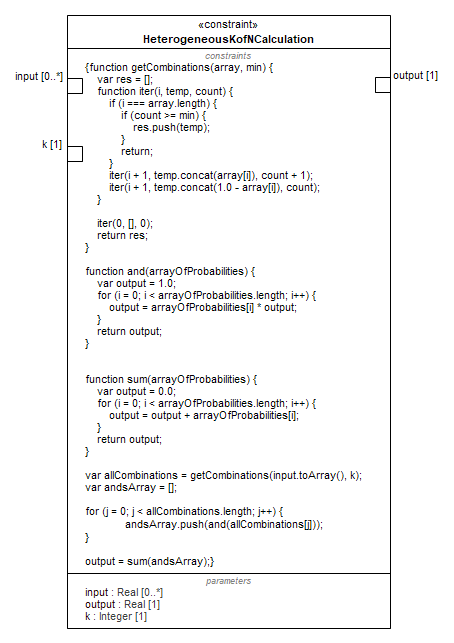 «constraint»
HeterogeneousKofNCalculation
constraints
input [0..*]
output [1]
k [1]
{function getCombinations(array, min) {
var res = [];
function iter(i, temp, count) {
if (i === array.length) {
if (count >= min) {
res.push(temp);
}
return;
}
iter(i + 1, temp.concat(array[i]), count + 1);
iter(i + 1, temp.concat(1.0 - array[i]), count);
}
iter(0, [], 0);
return res;
}
function and(arrayOfProbabilities) {
var output = 1.0;
for (i = 0; i < arrayOfProbabilities.length; i++) {
output = arrayOfProbabilities[i] * output;
}
return output;
}
function sum(arrayOfProbabilities) {
var output = 0.0;
for (i = 0; i < arrayOfProbabilities.length; i++) {
output = output + arrayOfProbabilities[i];
}
return output;
}
var allCombinations = getCombinations(input.toArray(), k);
var andsArray = [];
for (j = 0; j < allCombinations.length; j++) {
andsArray.push(and(allCombinations[j]));
}
output = sum(andsArray);}
parameters
input : Real [0..*]
output : Real [1]
k : Integer [1]